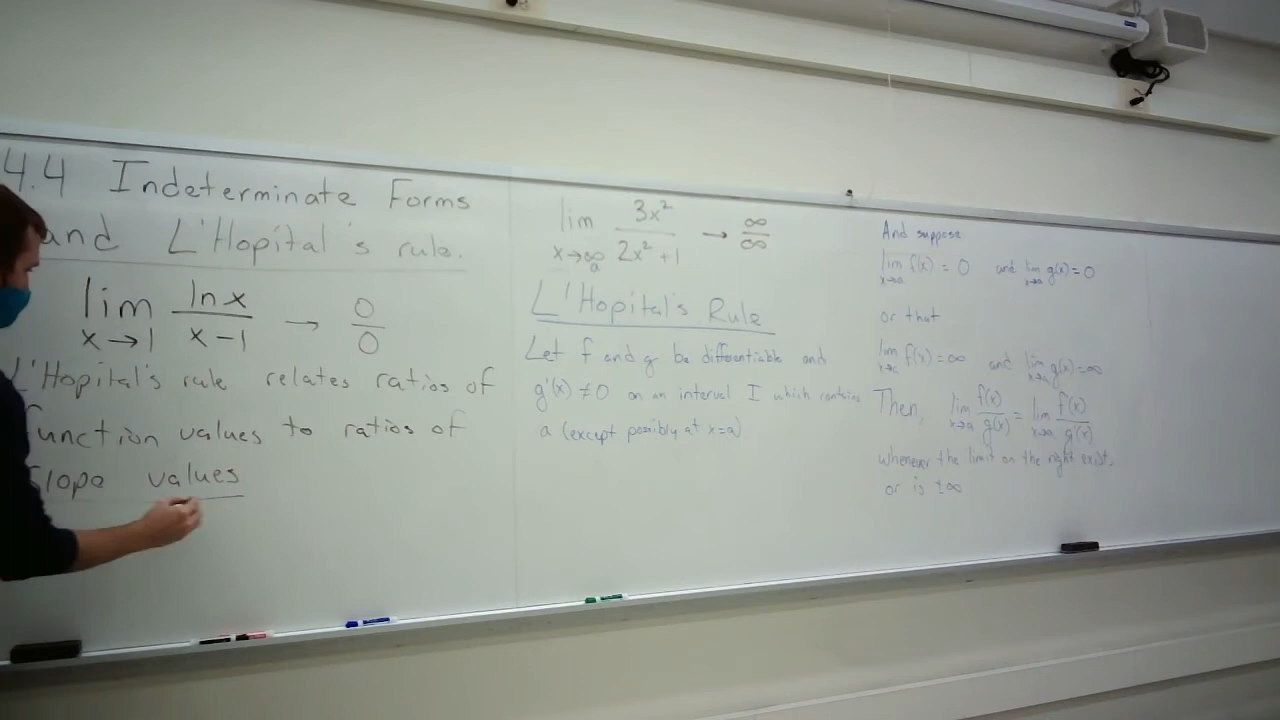 4.4 Indeterminate Forms
and L'Hopital's rule.
lim x→1 ln x / x-1 → 0/0
L'Hopital's rule relates ratios of
function values to ratios of
slope values
lim x→∞ 3x² / 2x²+1 → ∞/∞
L'Hopital's Rule
Let f and g be differentiable and
g'(x) ≠ 0 on an interval I which contains
a (except possibly at x=a)
And suppose
lim x→a f(x) = 0 and lim x→a g(x) = 0
or that
lim x→a f(x) = ∞ and lim x→a g(x) = ∞
Then, lim x→a f(x)/g(x) = lim x→a f(x)/g(x)
whenever the limit on the right exist.
or is ±∞